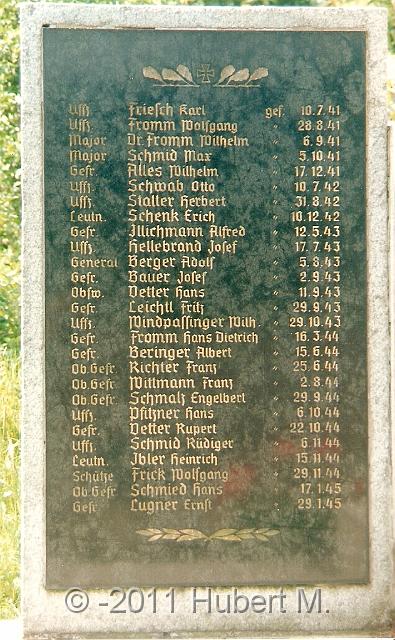 Uffz. Friesch Karl gef. 10.7.41
Uffz. Fromm Wolfgang " 28.8.41
Major Dr. Fromm Wilhelm " 6.9.41
Major Schmid Max " 5.10.41
Gefr. Alles Wilhelm " 17.12.41
Uffz. Schwab Otto " 10.7.42
Uffz. Sialler Herbert " 31.8.42
Leutn. Schenk Erich " 10.12.42
Gefr. Illichmann Alfred " 12.5.43
Uffz. Hellebrand Josef " 17.7.43
General Berger Adolf " 5.8.43
Gefr. Bauer Josef " 2.9.43
Obfw. Vetter Hans " 11.9.43
Gefr. Leichtl Fritz " 29.9.43
Uffz. Windpassinger Wilh. " 29.10.43
Gefr. Fromm Hans Dietrich " 16.3.44
Gefr. Beringer Albert " 15.6.44
Ob.Gefr. Richter Franz " 25.6.44
Ob.Gefr. Wittmann Franz " 2.8.44
Ob.Gefr. Schmalz Engelbert " 29.9.44
Uffz. Pfitzner Hans " 6.10.44
Gefr. Vetter Rupert " 22.10.44
Uffz. Schmid Rüdiger " 6.11.44
Leutn. Ibler Heinrich " 15.11.44
Schütze Frick Wolfgang " 29.11.44
Ob.Gefr. Schmied Hans " 17.1.45
Gefr. Lugner Ernst " 29.1.45
© -2011 Hubert M.